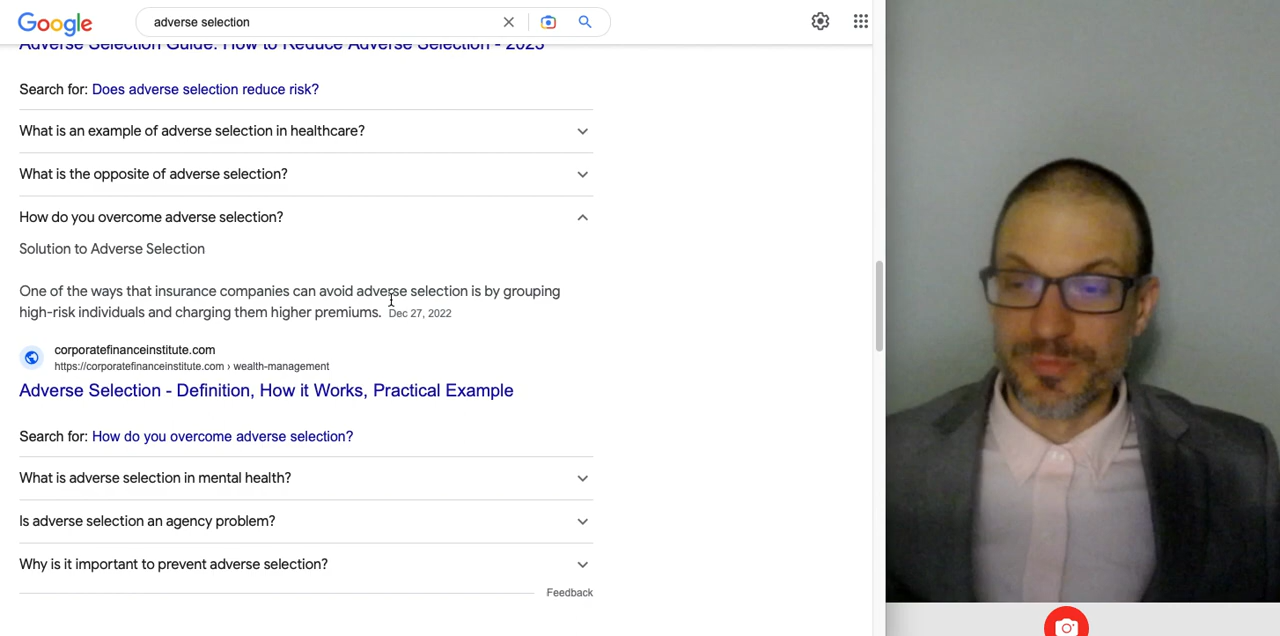 Google
adverse selection
Adverse Selection Guide: How to Reduce Adverse Selection - 2023
Search for: Does adverse selection reduce risk?
What is an example of adverse selection in healthcare?
What is the opposite of adverse selection?
How do you overcome adverse selection?
Solution to Adverse Selection
One of the ways that insurance companies can avoid adverse selection is by grouping
high-risk individuals and charging them higher premiums. Dec 27, 2022
corporatefinanceinstitute.com
https://corporatefinanceinstitute.com › wealth-management
Adverse Selection - Definition, How it Works, Practical Example
Search for: How do you overcome adverse selection?
What is adverse selection in mental health?
Is adverse selection an agency problem?
Why is it important to prevent adverse selection?
Feedback